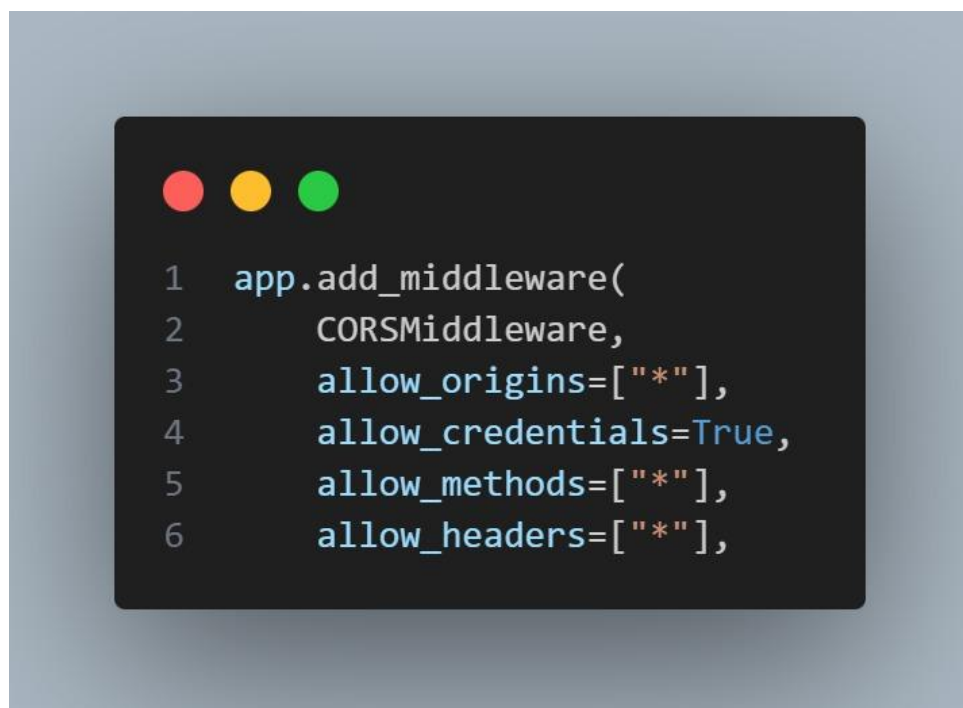 1 app.add_middleware(
2     CORSMiddleware,
3     allow_origins=["*"],
4     allow_credentials=True,
5     allow_methods=["*"],
6     allow_headers=["*"],